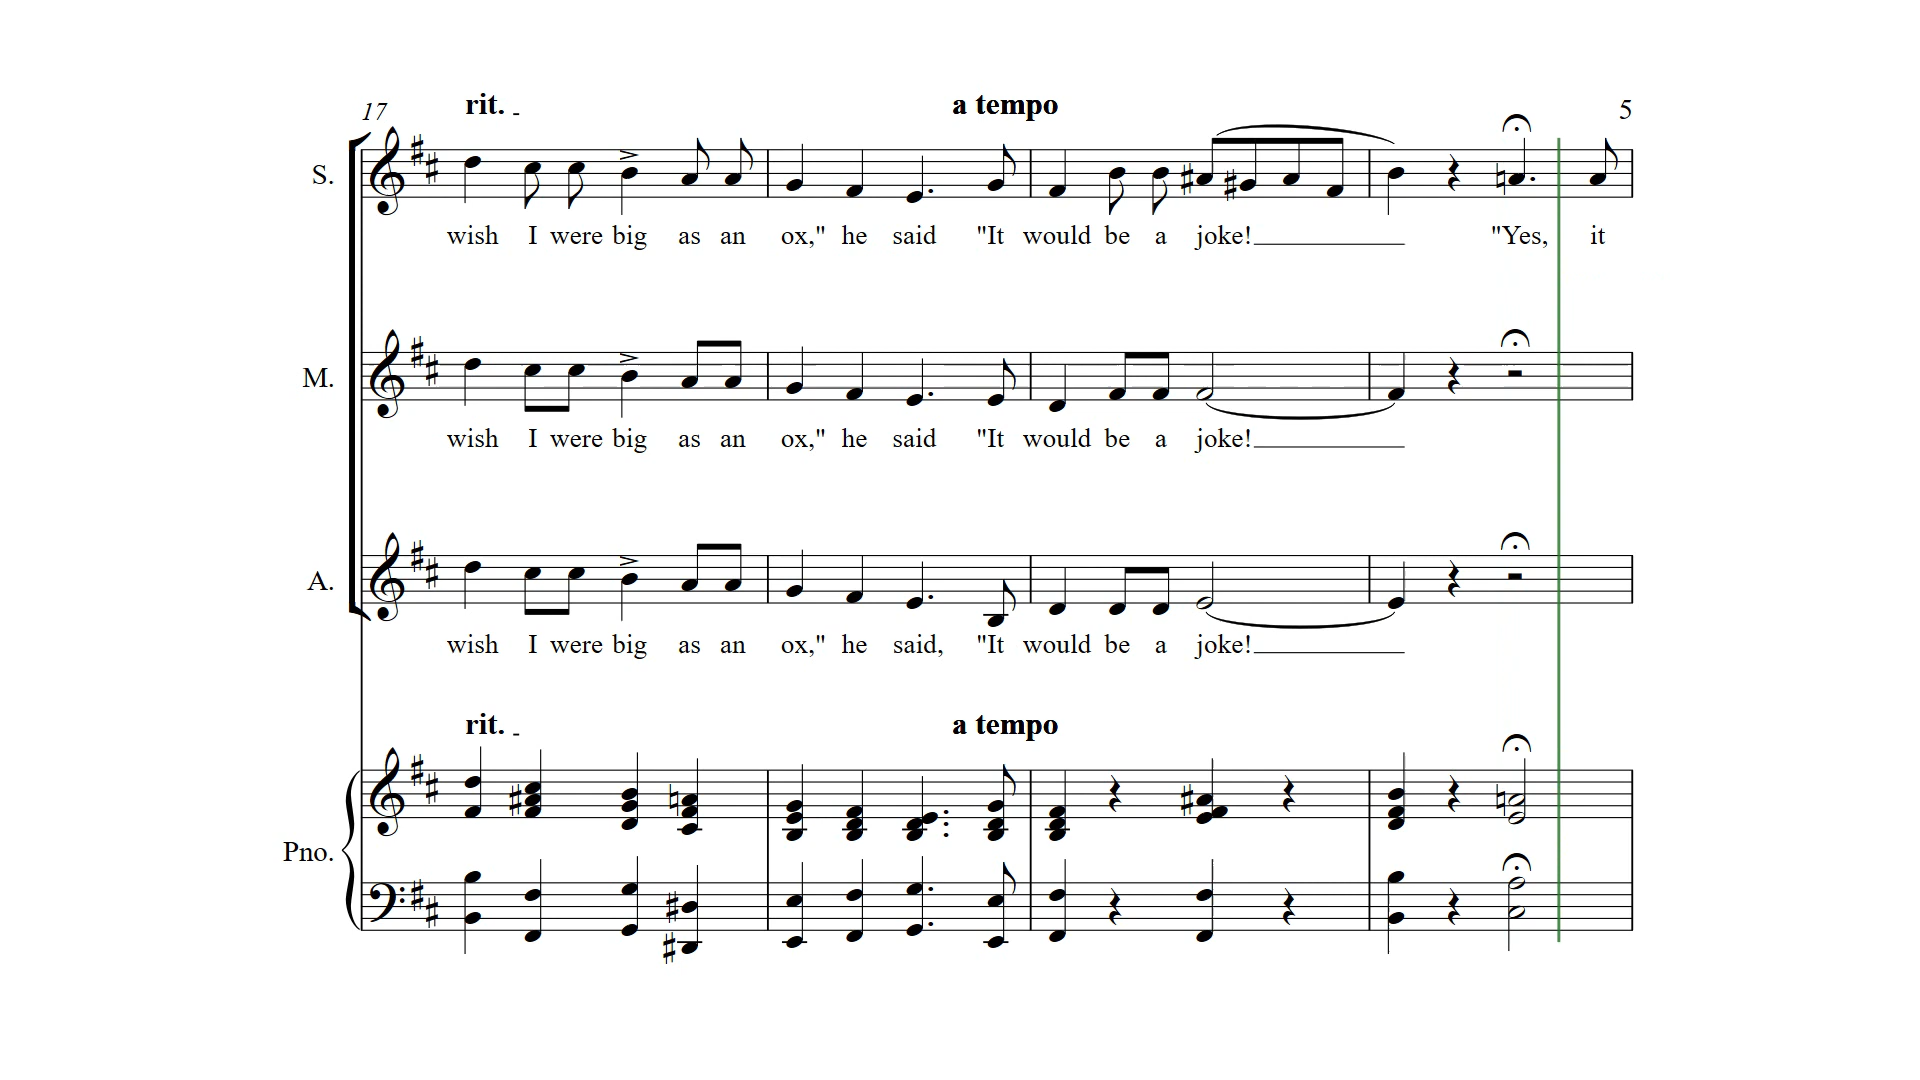 17 rit. a tempo 5
S.
wish I were big as an ox," he said "It would be a joke! "Yes, it
M.
wish I were big as an ox," he said "It would be a joke!
A.
wish I were big as an ox," he said, "It would be a joke!
rit. a tempo
Pno.